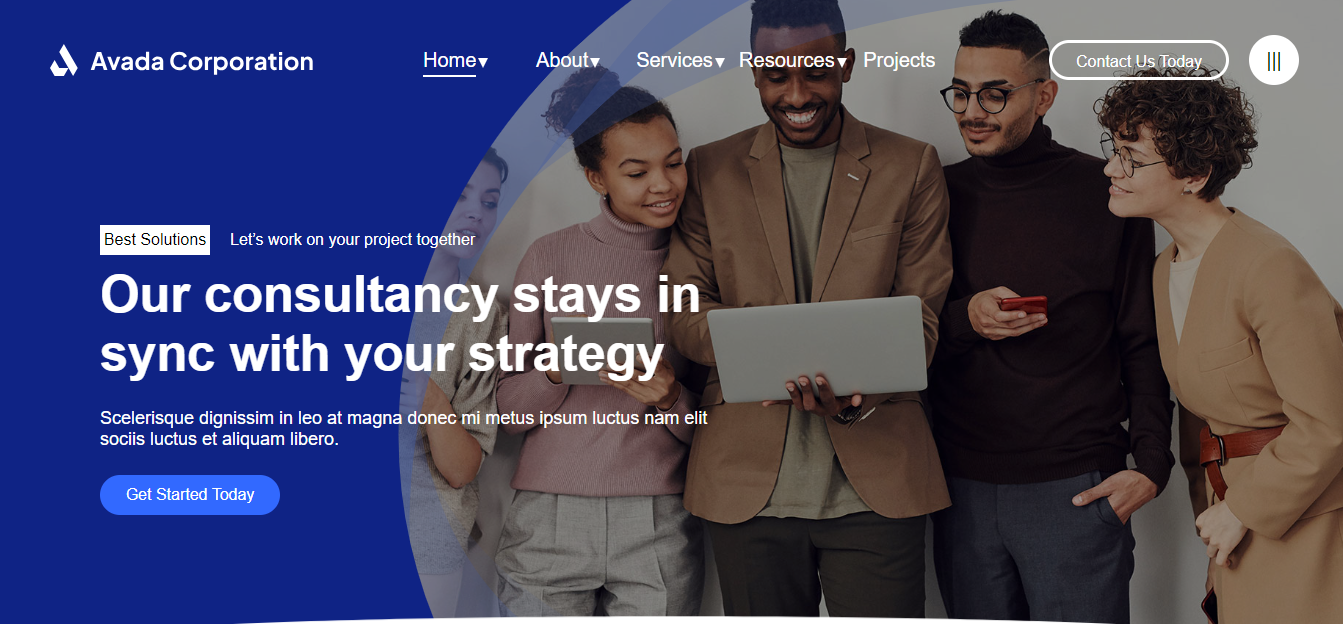 Avada Corporation
Home▾ About▾ Services▾ Resources▾ Projects Contact Us Today |||
Best Solutions Let's work on your project together
Our consultancy stays in
sync with your strategy
Scelerisque dignissim in leo at magna donec mi metus ipsum luctus nam elit
sociis luctus et aliquam libero.
Get Started Today